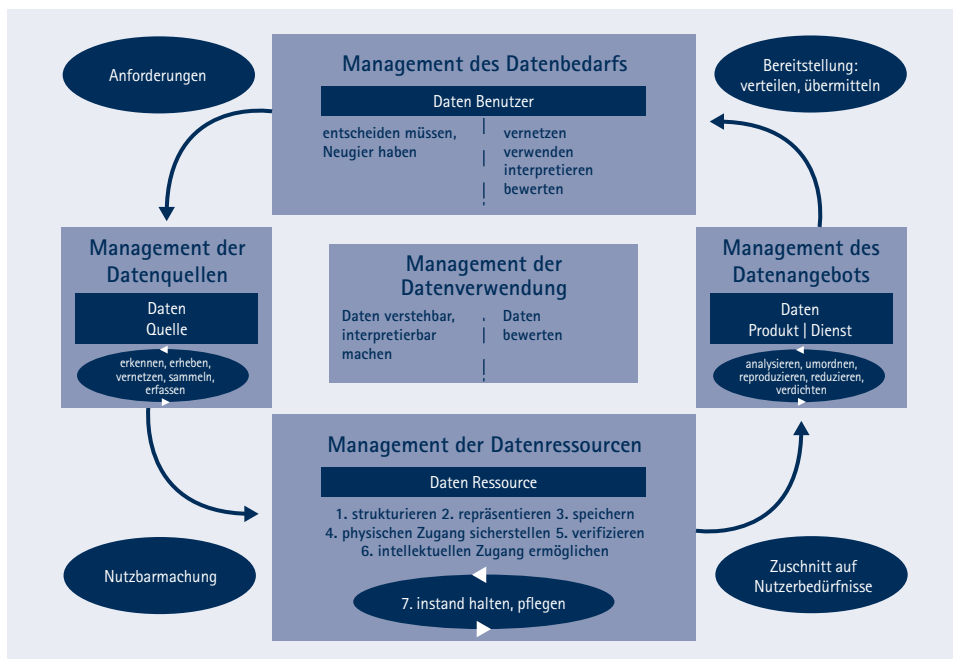 Anforderungen
Management des Datenbedarfs
Daten Benutzer
entscheiden müssen,
Neugier haben
vernetzen
verwenden
interpretieren
bewerten
Bereitstellung:
verteilen, übermitteln
Management der
Datenquellen
Daten
Quelle
erkennen, erheben,
vernetzen, sammeln,
erfassen
Management der
Datenverwendung
Daten verstehbar,
interpretierbar
machen
Daten
bewerten
Management des
Datenangebots
Daten
Produkt | Dienst
analysieren, umordnen,
reproduzieren, reduzieren,
verdichten
Management der Datenressourcen
Daten Ressource
1. strukturieren 2. repräsentieren 3. speichern
4. physischen Zugang sicherstellen 5. verifizieren
6. intellektuellen Zugang ermöglichen
7. instand halten, pflegen
Nutzbarmachung
Zuschnitt auf
Nutzerbedürfnisse